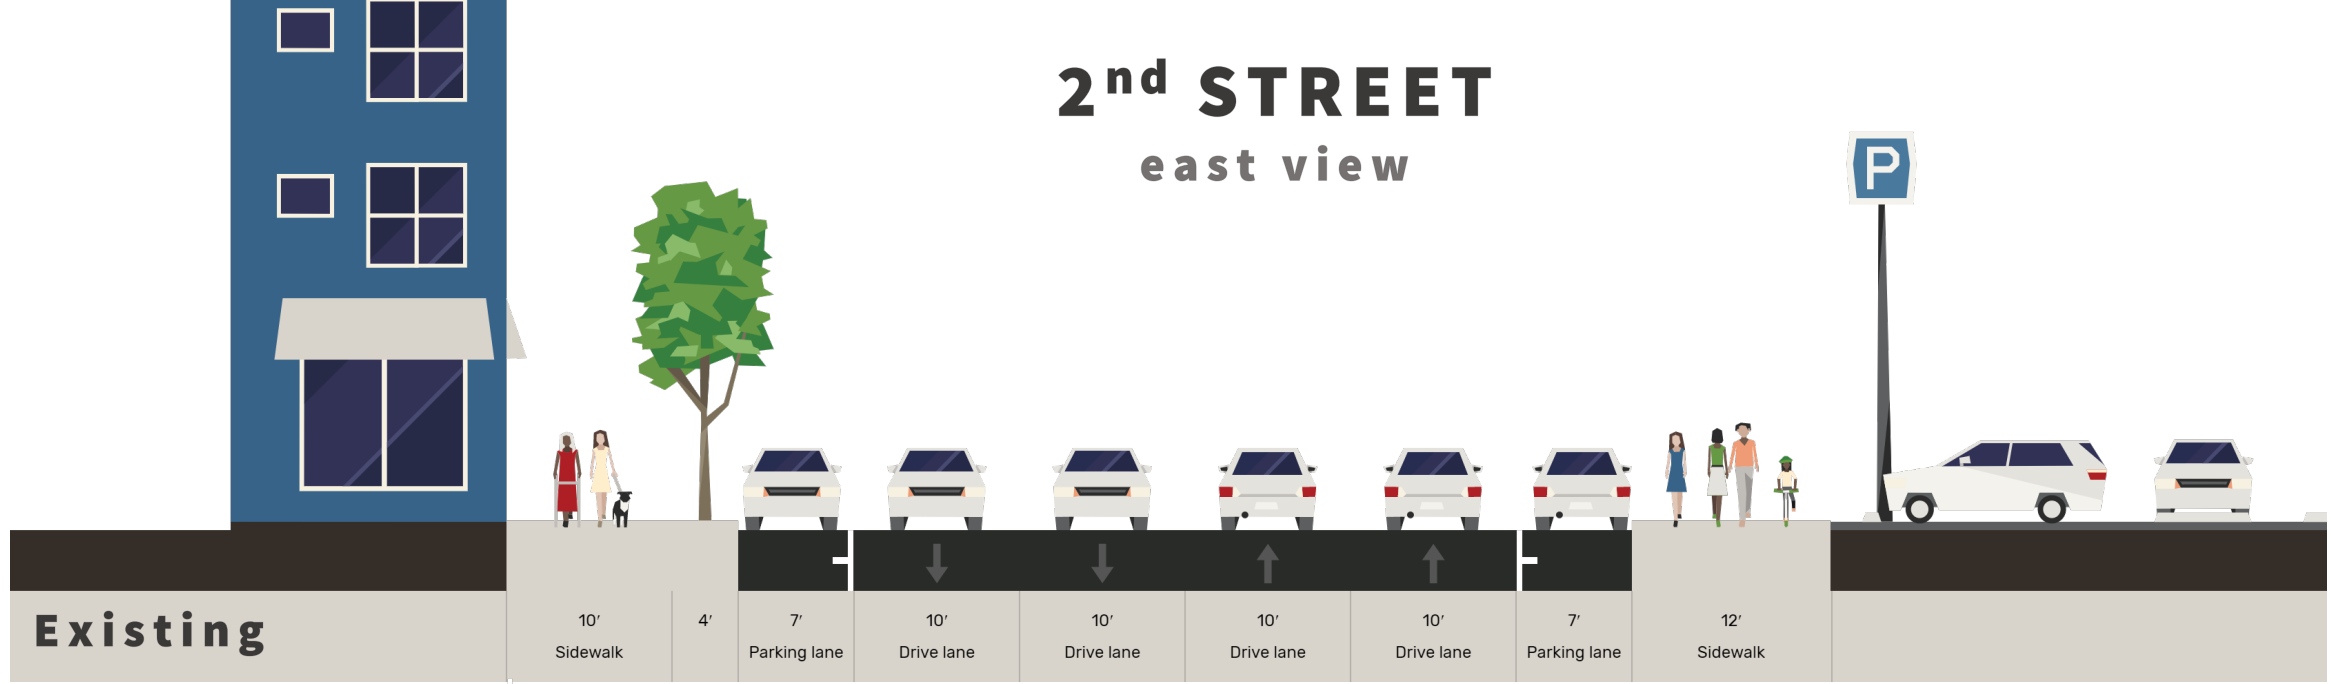 2nd STREET
east view
P
Existing
10′
Sidewalk
4′
7′
Parking lane
10′
Drive lane
10′
Drive lane
10′
Drive lane
10′
Drive lane
7′
Parking lane
12′
Sidewalk